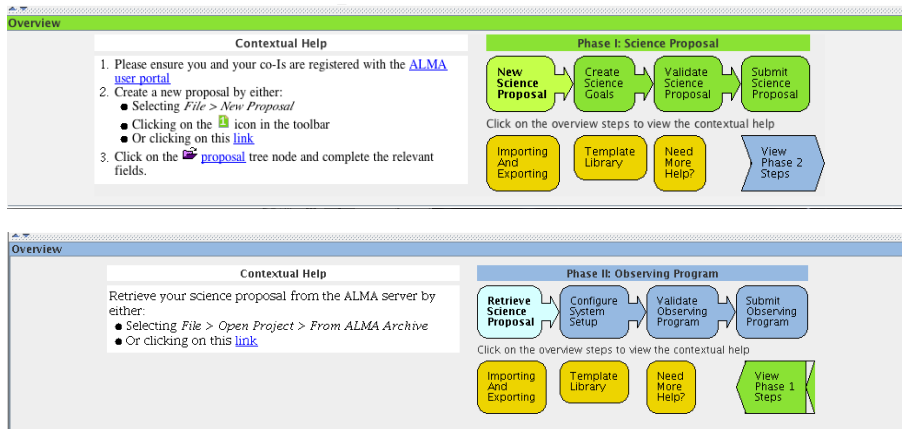 Overview
Contextual Help
1. Please ensure you and your co-Is are registered with the ALMA
user portal
2. Create a new proposal by either:
● Selecting File > New Proposal
● Clicking on the icon in the toolbar
● Or clicking on this link
3. Click on the proposal tree node and complete the relevant
fields.
Phase I: Science Proposal
New
Science
Proposal
Create
Science
Goals
Validate
Science
Proposal
Submit
Science
Proposal
Click on the overview steps to view the contextual help
Importing
And
Exporting
Template
Library
Need
More
Help?
View
Phase 2
Steps
Overview
Contextual Help
Retrieve your science proposal from the ALMA server by
either:
● Selecting File > Open Project > From ALMA Archive
● Or clicking on this link
Phase II: Observing Program
Retrieve
Science
Proposal
Configure
System
Setup
Validate
Observing
Program
Submit
Observing
Program
Click on the overview steps to view the contextual help
Importing
And
Exporting
Template
Library
Need
More
Help?
View
Phase 1
Steps